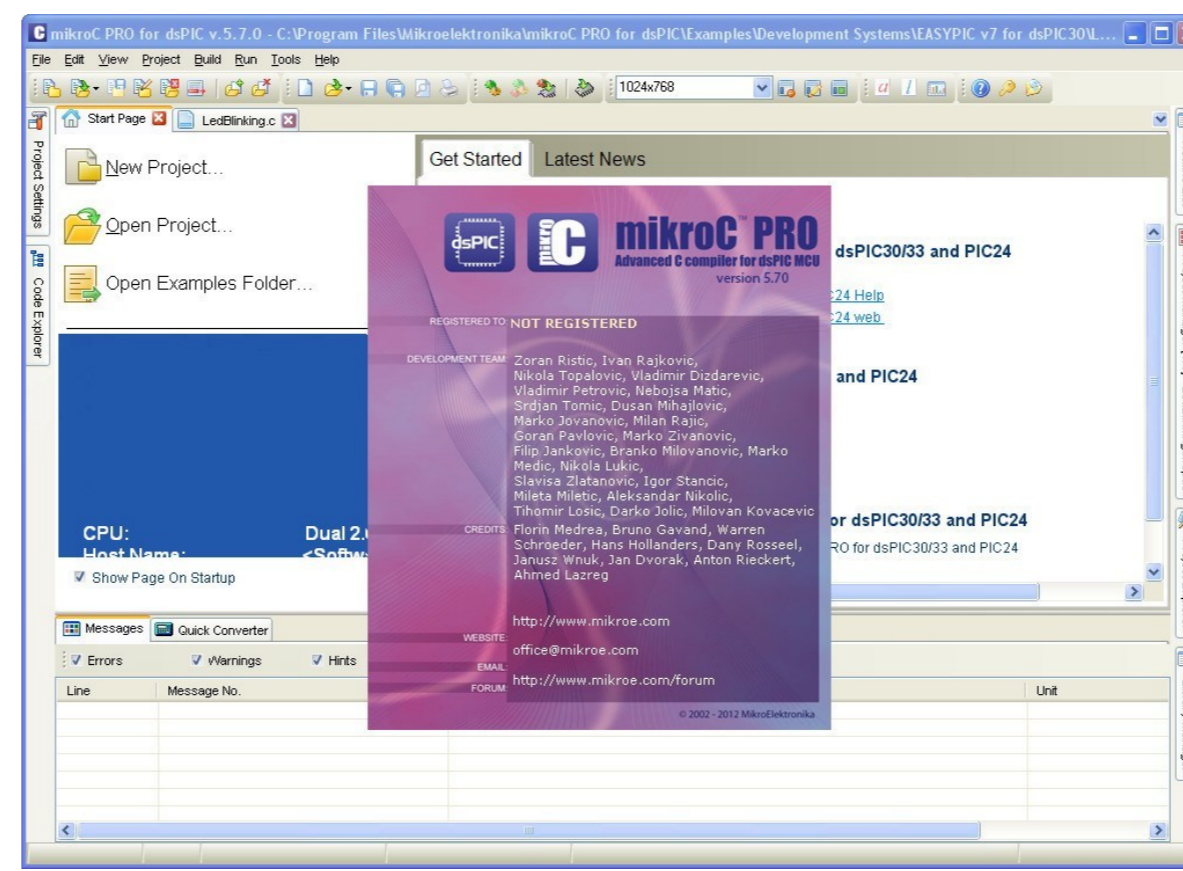 mikroC PRO for dsPIC v.5.7.0 - C:\Program Files\Mikroelektronika\mikroC PRO for dsPIC\Examples\Development Systems\EASYPIC v7 for dsPIC30\L...
File Edit View Project Build Run Tools Help
1024x768
Start Page LedBlinking.c
Project Settings
Code Explorer
New Project...
Open Project...
Open Examples Folder...
Get Started Latest News
dsPIC30/33 and PIC24
24 Help
24 web
and PIC24
or dsPIC30/33 and PIC24
RO for dsPIC30/33 and PIC24
CPU: Dual 2.
Host Name: <Softw
Show Page On Startup
dsPIC
mikro C
mikroC™ PRO
Advanced C compiler for dsPIC MCU
version 5.70
REGISTERED TO: NOT REGISTERED
DEVELOPMENT TEAM: Zoran Ristic, Ivan Rajkovic,
Nikola Topalovic, Vladimir Dizdarevic,
Vladimir Petrovic, Nebojsa Matic,
Srdjan Tomic, Dusan Mihajlovic,
Marko Jovanovic, Milan Rajic,
Goran Pavlovic, Marko Zivanovic,
Filip Jankovic, Branko Milovanovic, Marko
Medic, Nikola Lukic,
Slavisa Zlatanovic, Igor Stancic,
Mileta Miletic, Aleksandar Nikolic,
Tihomir Losic, Darko Jolic, Milovan Kovacevic
CREDITS: Florin Medrea, Bruno Gavand, Warren
Schroeder, Hans Hollanders, Dany Rosseel,
Janusz Wnuk, Jan Dvorak, Anton Rieckert,
Ahmed Lazreg
http://www.mikroe.com
WEBSITE:
office@mikroe.com
EMAIL:
http://www.mikroe.com/forum
FORUM:
© 2002 - 2012 MikroElektronika
Messages Quick Converter
Errors Warnings Hints
Line Message No. Unit